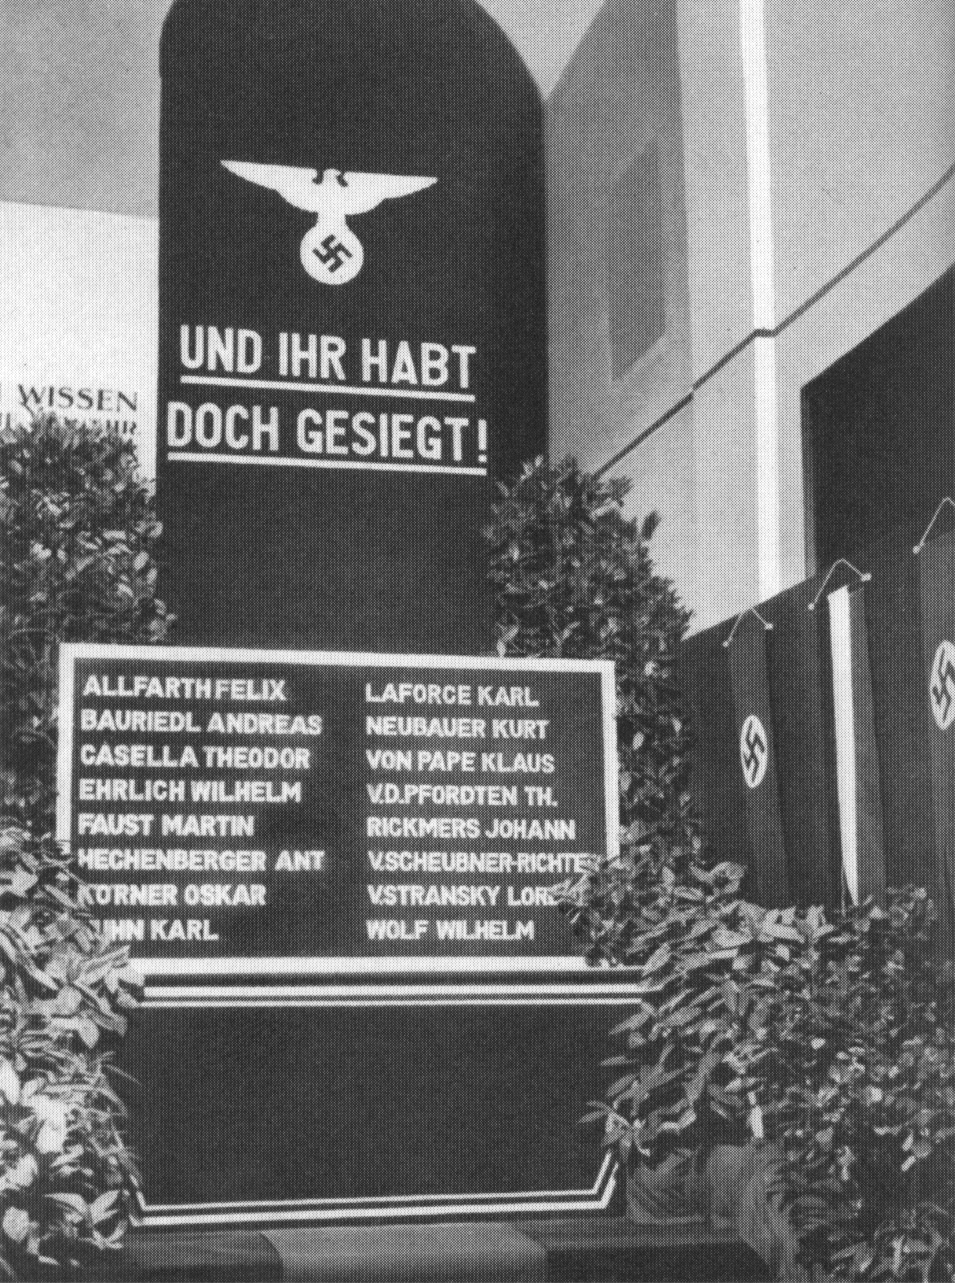 WISSEN
UND IHR HABT
DOCH GESIEGT!
ALLFARTH FELIX
BAURIEDL ANDREAS
CASELLA THEODOR
EHRLICH WILHELM
FAUST MARTIN
HECHENBERGER ANT
KÖRNER OSKAR
KARL
LAFORCE KARL
NEUBAUER KURT
VON PAPE KLAUS
V.D.PFORDTEN TH.
RICKMERS JOHANN
V.SCHEUBNER-RICHTE
V.STRANSKY
WOLF WILHELM